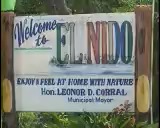 Welcome
to
EL NIDO
ENJOY & FEEL AT HOME WITH NATURE
HON. LEONOR D. CORRAL
Municipal Mayor